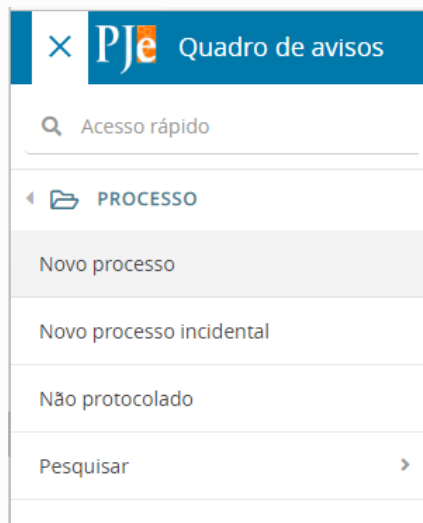 PJe Quadro de avisos
Acesso rápido
PROCESSO
Novo processo
Novo processo incidental
Não protocolado
Pesquisar